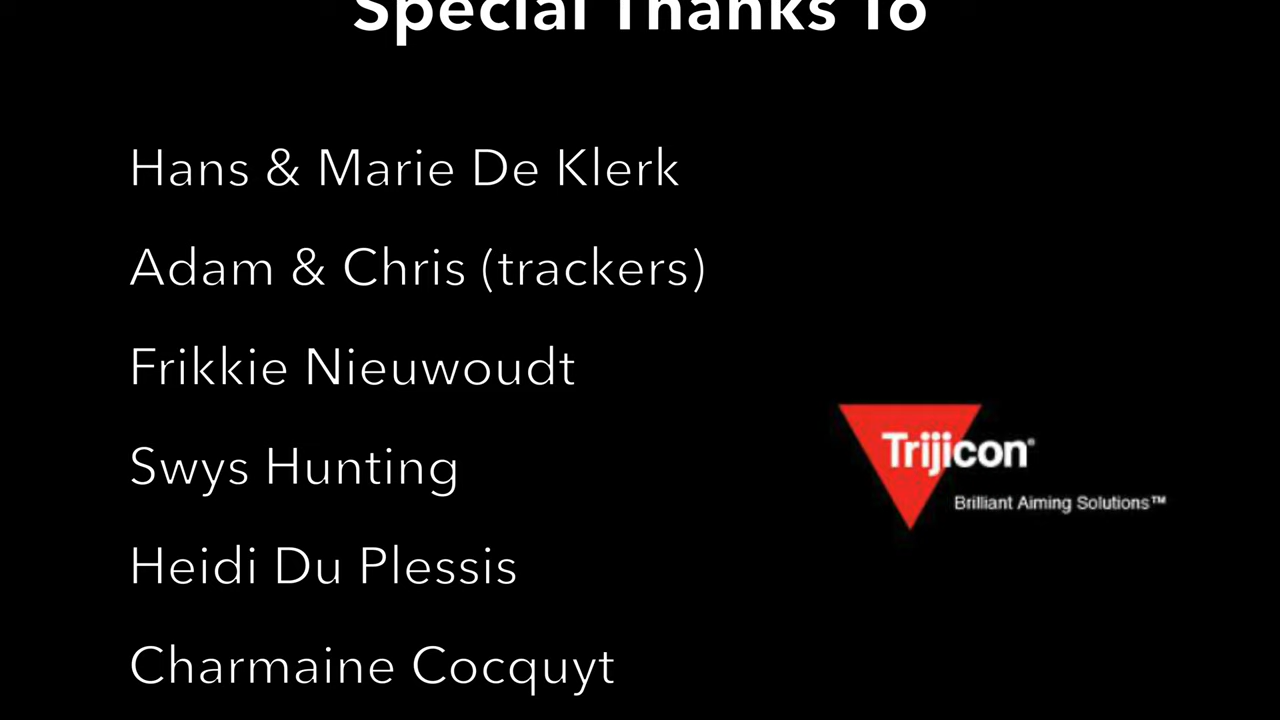 Special Thanks To
Hans & Marie De Klerk
Adam & Chris (trackers)
Frikkie Nieuwoudt
Trijicon®
Swys Hunting
Brilliant Aiming Solutions™
Heidi Du Plessis
Charmaine Cocquyt